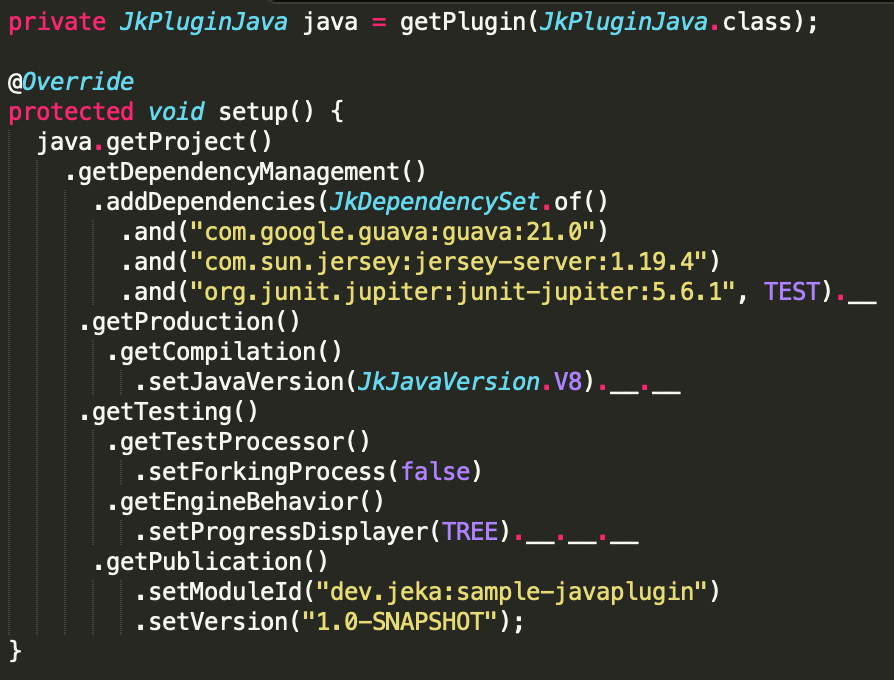 private JkPluginJava java = getPlugin(JkPluginJava.class);

@Override
protected void setup() {
  java.getProject()
    .getDependencyManagement()
      .addDependencies(JkDependencySet.of()
        .and("com.google.guava:guava:21.0")
        .and("com.sun.jersey:jersey-server:1.19.4")
        .and("org.junit.jupiter:junit-jupiter:5.6.1", TEST).__
     .getProduction()
       .getCompilation()
         .setJavaVersion(JkJavaVersion.V8).__.__
     .getTesting()
       .getTestProcessor()
         .setForkingProcess(false)
       .getEngineBehavior()
         .setProgressDisplayer(TREE).__.__.__
      .getPublication()
         .setModuleId("dev.jeka:sample-javaplugin")
         .setVersion("1.0-SNAPSHOT");
}